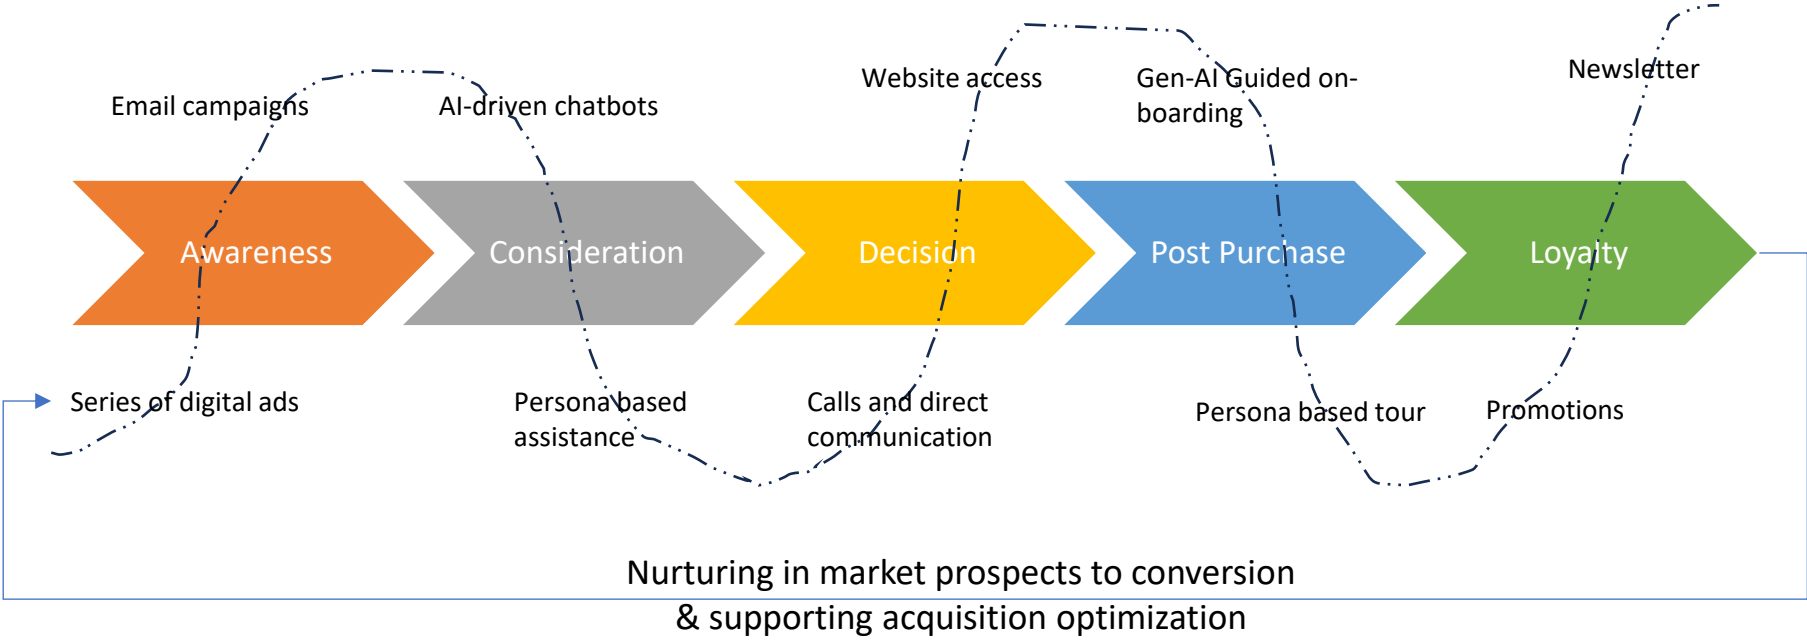 Website access
Gen-AI Guided on-
boarding
Newsletter
Email campaigns
AI-driven chatbots
Awareness
Consideration
Decision
Post Purchase
Loyalty
Series of digital ads
Persona based
assistance
Calls and direct
communication
Persona based tour
Promotions
Nurturing in market prospects to conversion
& supporting acquisition optimization